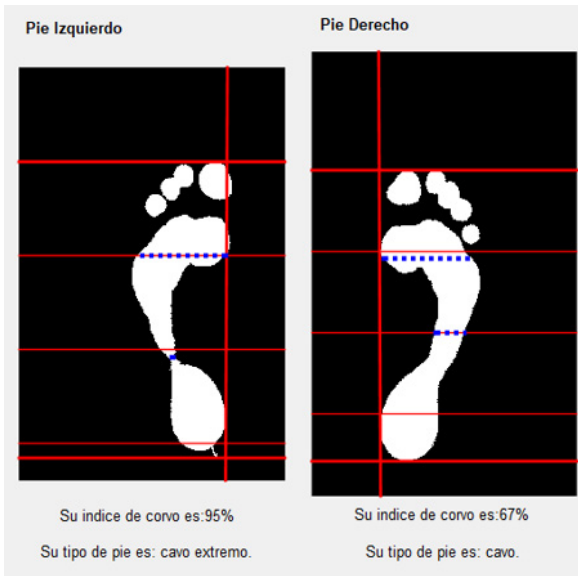 Pie Izquierdo
Pie Derecho
Su indice de corvo es:95%
Su indice de corvo es:67%
Su tipo de pie es: cavo extremo.
Su tipo de pie es: cavo.